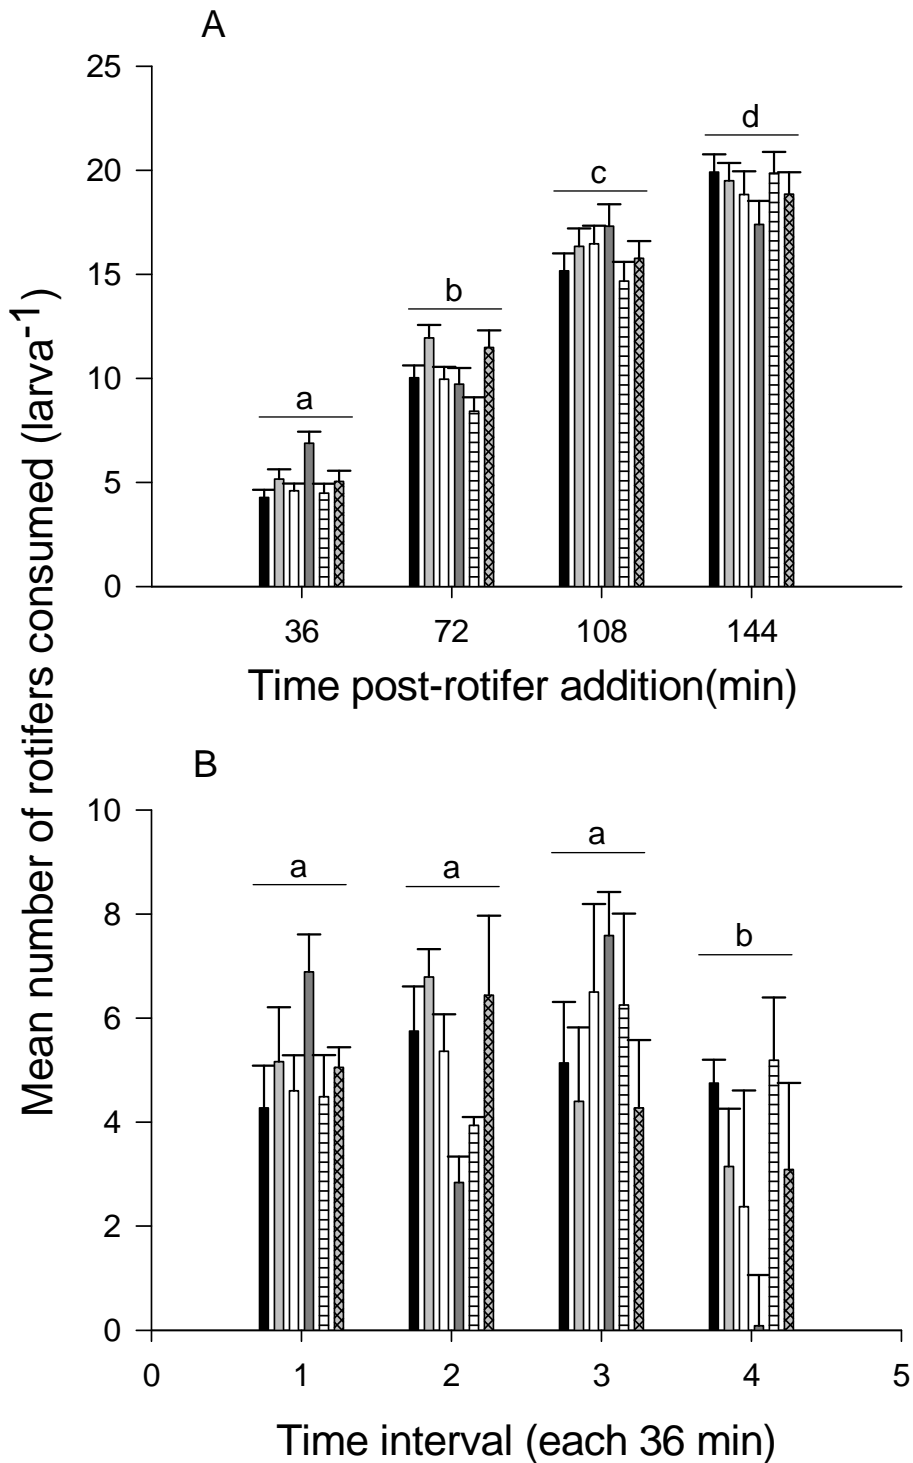 A
25
20
15
10
5
0
a
b
c
d
36 72 108 144
Time post-rotifer addition(min)
Mean number of rotifers consumed (larva-1)
B
10
8
6
4
2
0
a
a
a
b
0 1 2 3 4 5
Time interval (each 36 min)